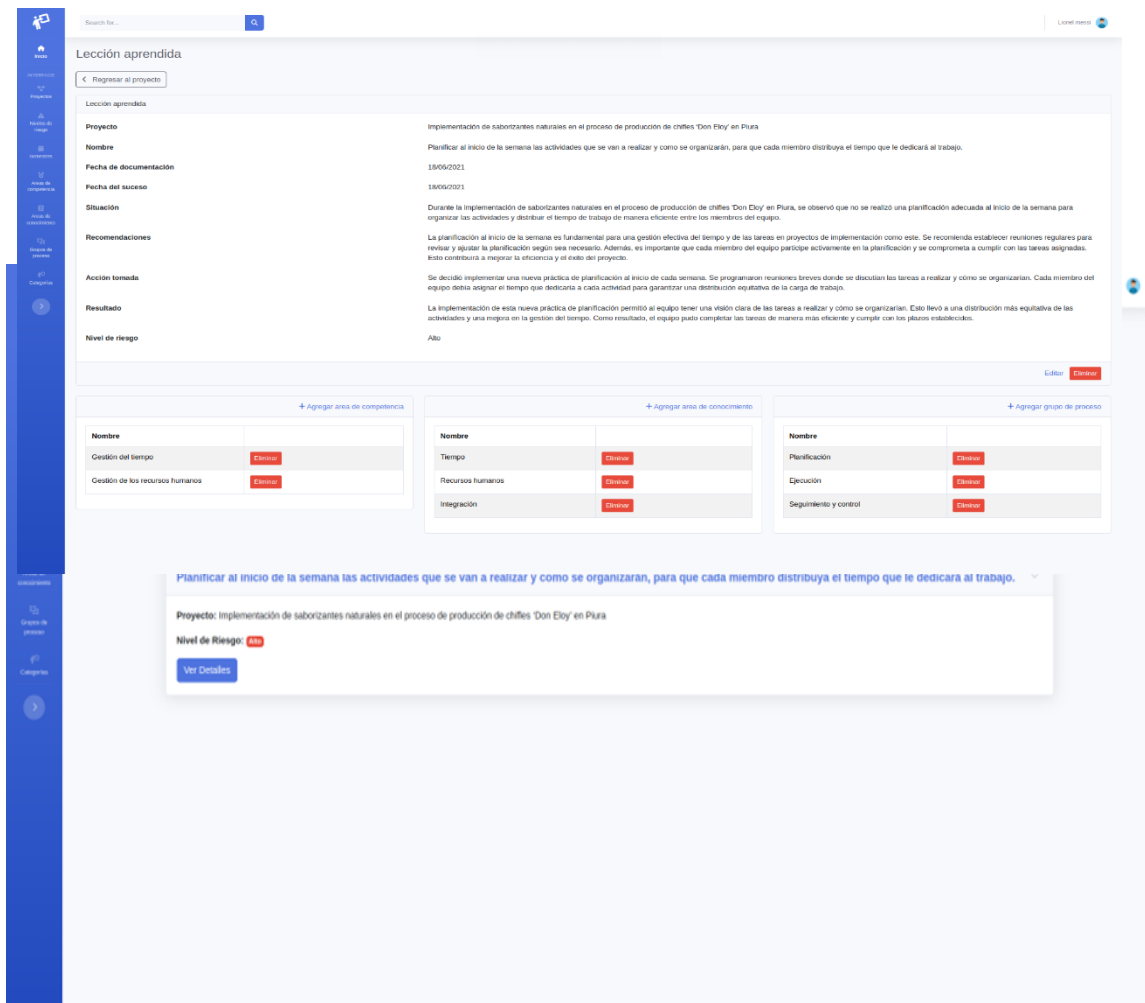 Search for...
Lionel messi
Inicio
Lección aprendida
INTERFACE
Regresar al proyecto
Proyectos
Lección aprendida
Niveles de riesgo
Proyecto
Implementación de saborizantes naturales en el proceso de producción de chifles 'Don Eloy' en Piura
Nombre
Planificar al inicio de la semana las actividades que se van a realizar y como se organizarán, para que cada miembro distribuya el tiempo que le dedicará al trabajo.
Fecha de documentación
18/06/2021
Areas de competencia
Fecha del suceso
18/06/2021
Areas de conocimiento
Situación
Durante la implementación de saborizantes naturales en el proceso de producción de chifles 'Don Eloy' en Piura, se observó que no se realizó una planificación adecuada al inicio de la semana para
organizar las actividades y distribuir el tiempo de trabajo de manera eficiente entre los miembros del equipo.
Grupos de proceso
Recomendaciones
La planificación al inicio de la semana es fundamental para una gestión efectiva del tiempo y de las tareas en proyectos de implementación como este. Se recomienda establecer reuniones regulares para
revisar y ajustar la planificación según sea necesario. Además, es importante que cada miembro del equipo participe activamente en la planificación y se comprometa a cumplir con las tareas asignadas.
Esto contribuirá a mejorar la eficiencia y el éxito del proyecto.
Categorías
Acción tomada
Se decidió implementar una nueva práctica de planificación al inicio de cada semana. Se programaron reuniones breves donde se discutían las tareas a realizar y cómo se organizarían. Cada miembro del
equipo debía asignar el tiempo que dedicaría a cada actividad para garantizar una distribución equitativa de la carga de trabajo.
Resultado
La implementación de esta nueva práctica de planificación permitió al equipo tener una visión clara de las tareas a realizar y cómo se organizarían. Esto llevó a una distribución más equitativa de las
actividades y una mejora en la gestión del tiempo. Como resultado, el equipo pudo completar las tareas de manera más eficiente y cumplir con los plazos establecidos.
Nivel de riesgo
Alto
Editar
Eliminar
+ Agregar area de competencia
Nombre
Gestión del tiempo
Eliminar
Gestión de los recursos humanos
Eliminar
+ Agregar area de conocimiento
Nombre
Tiempo
Eliminar
Recursos humanos
Eliminar
Integración
Eliminar
+ Agregar grupo de proceso
Nombre
Planificación
Eliminar
Ejecución
Eliminar
Seguimiento y control
Eliminar
Planificar al inicio de la semana las actividades que se van a realizar y como se organizarán, para que cada miembro distribuya el tiempo que le dedicará al trabajo.
Grupos de proceso
Proyecto: Implementación de saborizantes naturales en el proceso de producción de chifles 'Don Eloy' en Piura
Nivel de Riesgo: Alto
Categorías
Ver Detalles